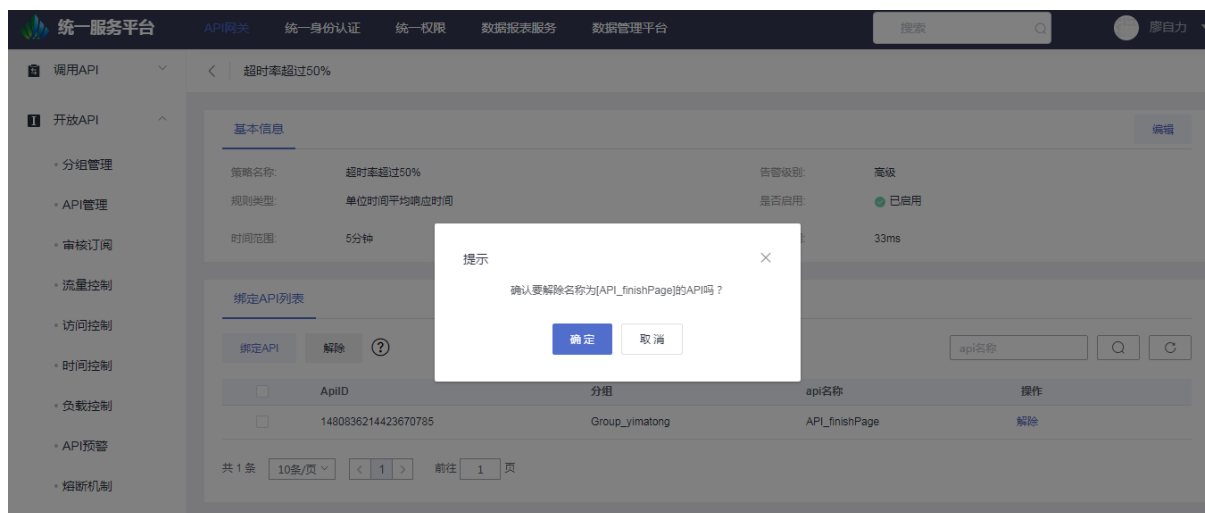 统一服务平台 API网关 统一身份认证 统一权限 数据报表服务 数据管理平台 搜索 廖自力
调用API
超时率超过50%
开放API
基本信息 编辑
分组管理
策略名称: 超时率超过50% 告警级别: 高级
API管理
规则类型: 单位时间平均响应时间 是否启用: 已启用
审核订阅
时间范围: 5分钟 33ms
提示
确认要解除名称为[API_finishPage]的API吗？
确定 取消
流量控制
绑定API列表
访问控制
绑定API 解除 api名称
时间控制
ApiID 分组 api名称 操作
负载控制
1480836214423670785 Group_yimatong API_finishPage 解除
API预警
共1条 10条/页 1 前往 1 页
熔断机制